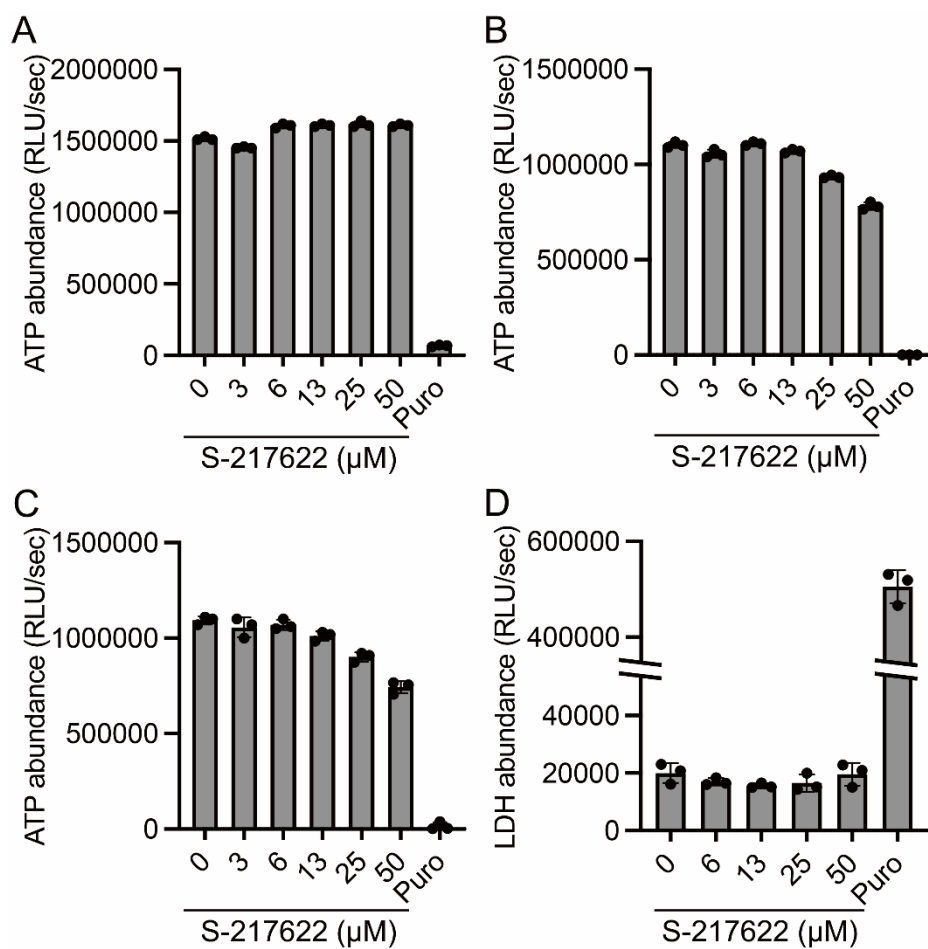 A
ATP abundance (RLU/sec)
2000000
1500000
1000000
500000
0
0 3 6 13 25 50 Puro
S-217622 (µM)
B
ATP abundance (RLU/sec)
1500000
1000000
500000
0
0 3 6 13 25 50 Puro
S-217622 (µM)
C
ATP abundance (RLU/sec)
1500000
1000000
500000
0
0 3 6 13 25 50 Puro
S-217622 (µM)
D
LDH abundance (RLU/sec)
600000
400000
40000
20000
0
0 6 13 25 50 Puro
S-217622 (µM)